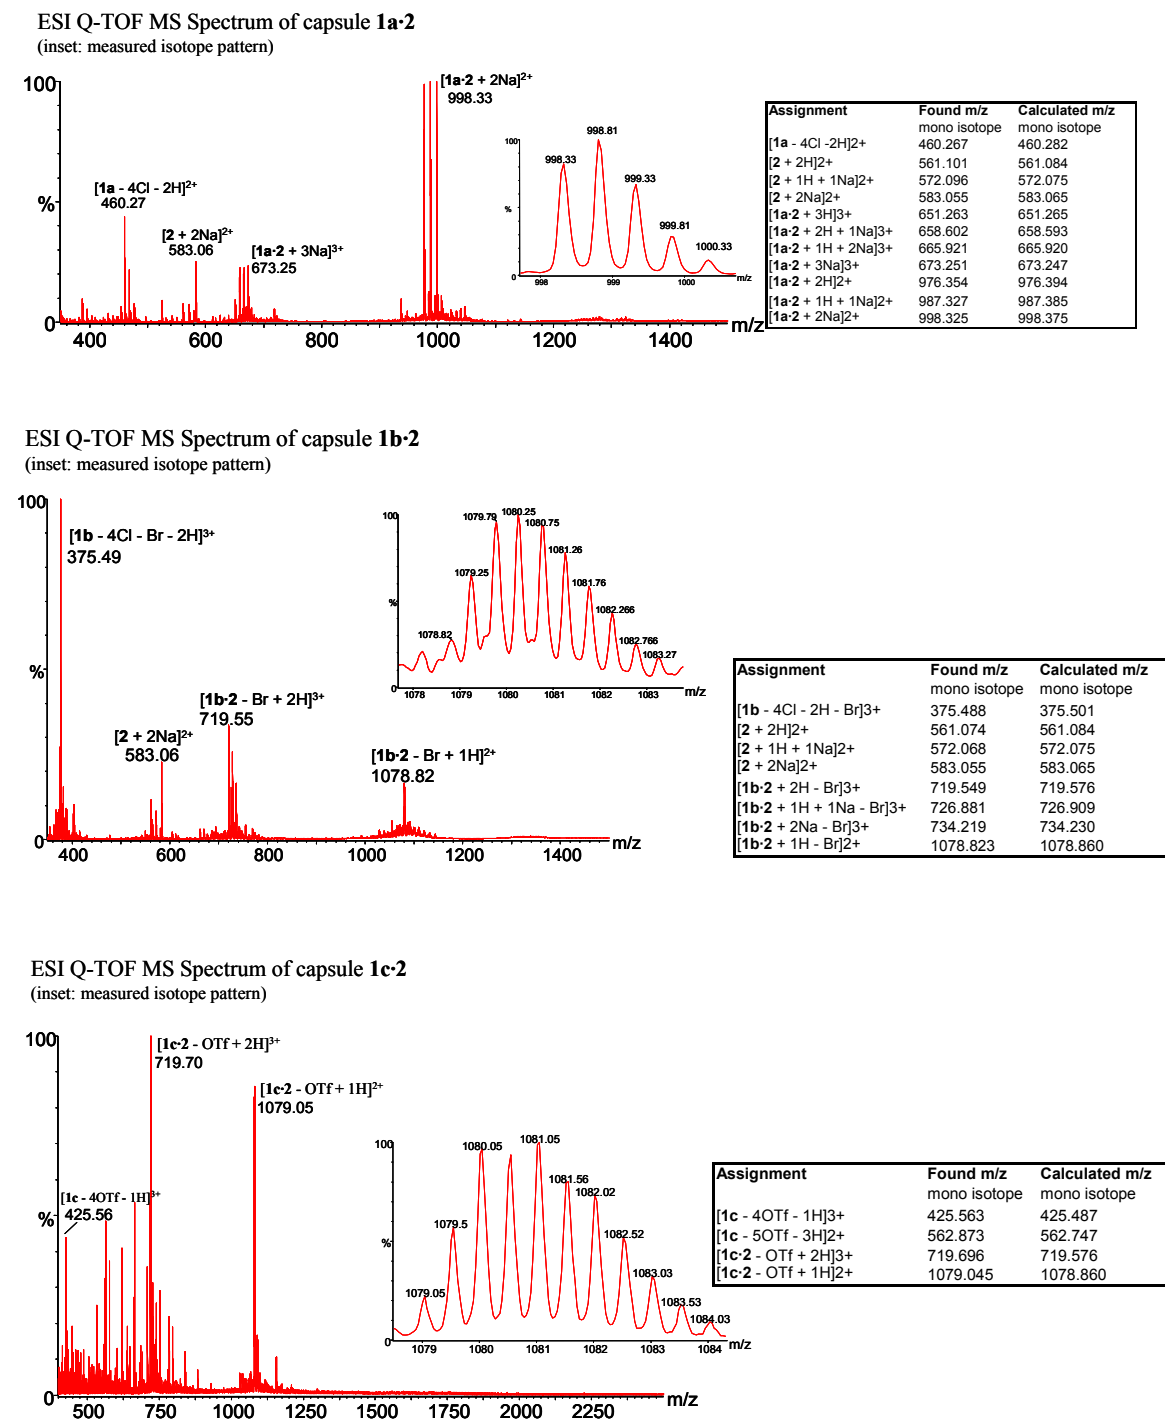 ESI Q-TOF MS Spectrum of capsule 1a·2
(inset: measured isotope pattern)
100
%
0
[1a - 4Cl - 2H]2+
460.27
[2 + 2Na]2+
583.06
[1a·2 + 3Na]3+
673.25
[1a·2 + 2Na]2+
998.33
400 600 800 1000 1200 1400 m/z
100
%
0
998.33
998.81
999.33
999.81
1000.33
998 999 1000 m/z
Assignment Found m/z Calculated m/z
mono isotope mono isotope
[1a - 4Cl -2H]2+ 460.267 460.282
[2 + 2H]2+ 561.101 561.084
[2 + 1H + 1Na]2+ 572.096 572.075
[2 + 2Na]2+ 583.055 583.065
[1a·2 + 3H]3+ 651.263 651.265
[1a·2 + 2H + 1Na]3+ 658.602 658.593
[1a·2 + 1H + 2Na]3+ 665.921 665.920
[1a·2 + 3Na]3+ 673.251 673.247
[1a·2 + 2H]2+ 976.354 976.394
[1a·2 + 1H + 1Na]2+ 987.327 987.385
[1a·2 + 2Na]2+ 998.325 998.375
ESI Q-TOF MS Spectrum of capsule 1b·2
(inset: measured isotope pattern)
100
%
0
[1b - 4Cl - Br - 2H]3+
375.49
[2 + 2Na]2+
583.06
[1b·2 - Br + 2H]3+
719.55
[1b·2 - Br + 1H]2+
1078.82
400 600 800 1000 1200 1400 m/z
100
%
0
1078.82
1079.25
1079.79
1080.25
1080.75
1081.26
1081.76
1082.266
1082.766
1083.27
1078 1079 1080 1081 1082 1083 m/z
Assignment Found m/z Calculated m/z
mono isotope mono isotope
[1b - 4Cl - 2H - Br]3+ 375.488 375.501
[2 + 2H]2+ 561.074 561.084
[2 + 1H + 1Na]2+ 572.068 572.075
[2 + 2Na]2+ 583.055 583.065
[1b·2 + 2H - Br]3+ 719.549 719.576
[1b·2 + 1H + 1Na - Br]3+ 726.881 726.909
[1b·2 + 2Na - Br]3+ 734.219 734.230
[1b·2 + 1H - Br]2+ 1078.823 1078.860
ESI Q-TOF MS Spectrum of capsule 1c·2
(inset: measured isotope pattern)
100
%
0
[1c - 4OTf - 1H]3+
425.56
[1c·2 - OTf + 2H]3+
719.70
[1c·2 - OTf + 1H]2+
1079.05
500 750 1000 1250 1500 1750 2000 2250 m/z
100
%
0
1079.05
1079.5
1080.05
1081.05
1081.56
1082.02
1082.52
1083.03
1083.53
1084.03
1079 1080 1081 1082 1083 1084 m/z
Assignment Found m/z Calculated m/z
mono isotope mono isotope
[1c - 4OTf - 1H]3+ 425.563 425.487
[1c - 5OTf - 3H]2+ 562.873 562.747
[1c·2 - OTf + 2H]3+ 719.696 719.576
[1c·2 - OTf + 1H]2+ 1079.045 1078.860